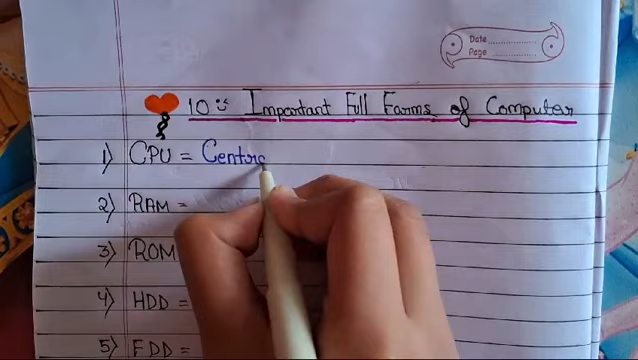 Date
Page
10 Important Full Farms of Computer
1) CPU = Centra
2) RAM =
3) ROM
4) HDD =
5) FDD =